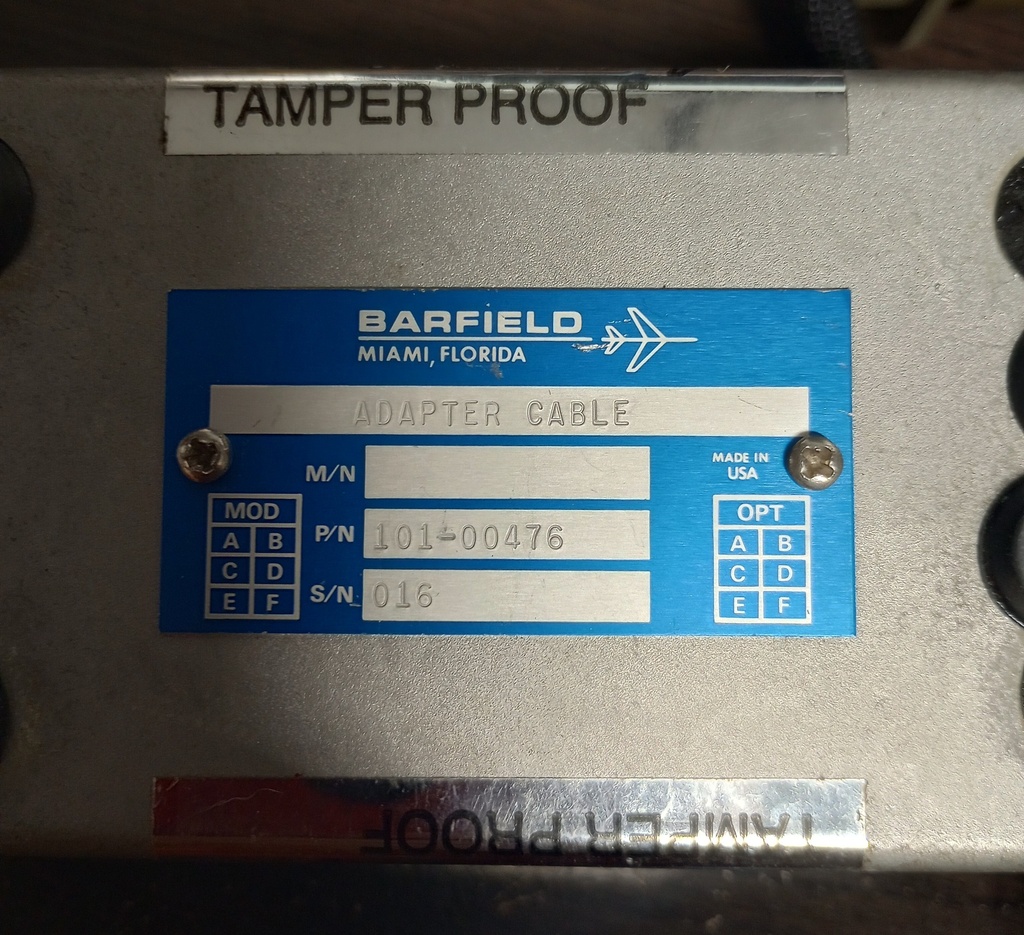 TAMPER PROOF
BARFIELD
MIAMI, FLORIDA
ADAPTER CABLE
M/N
MADE IN
USA
MOD
A B
C D
E F
P/N 101-00476
S/N 016
OPT
A B
C D
E F
TAMPER PROOF